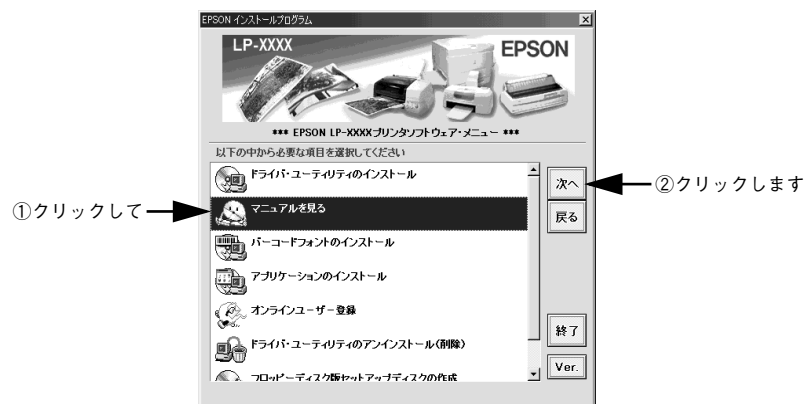 EPSON インストールプログラム
LP-XXXX
EPSON
*** EPSON LP-XXXXプリンタソフトウェア・メニュー ***
以下の中から必要な項目を選択してください
ドライバ・ユーティリティのインストール
次へ
②クリックします
①クリックして
マニュアルを見る
戻る
バーコードフォントのインストール
アプリケーションのインストール
オンラインユーザー登録
終了
ドライバ・ユーティリティのアンインストール(削除)
Ver.
フロッピーディスク版セットアップディスクの作成